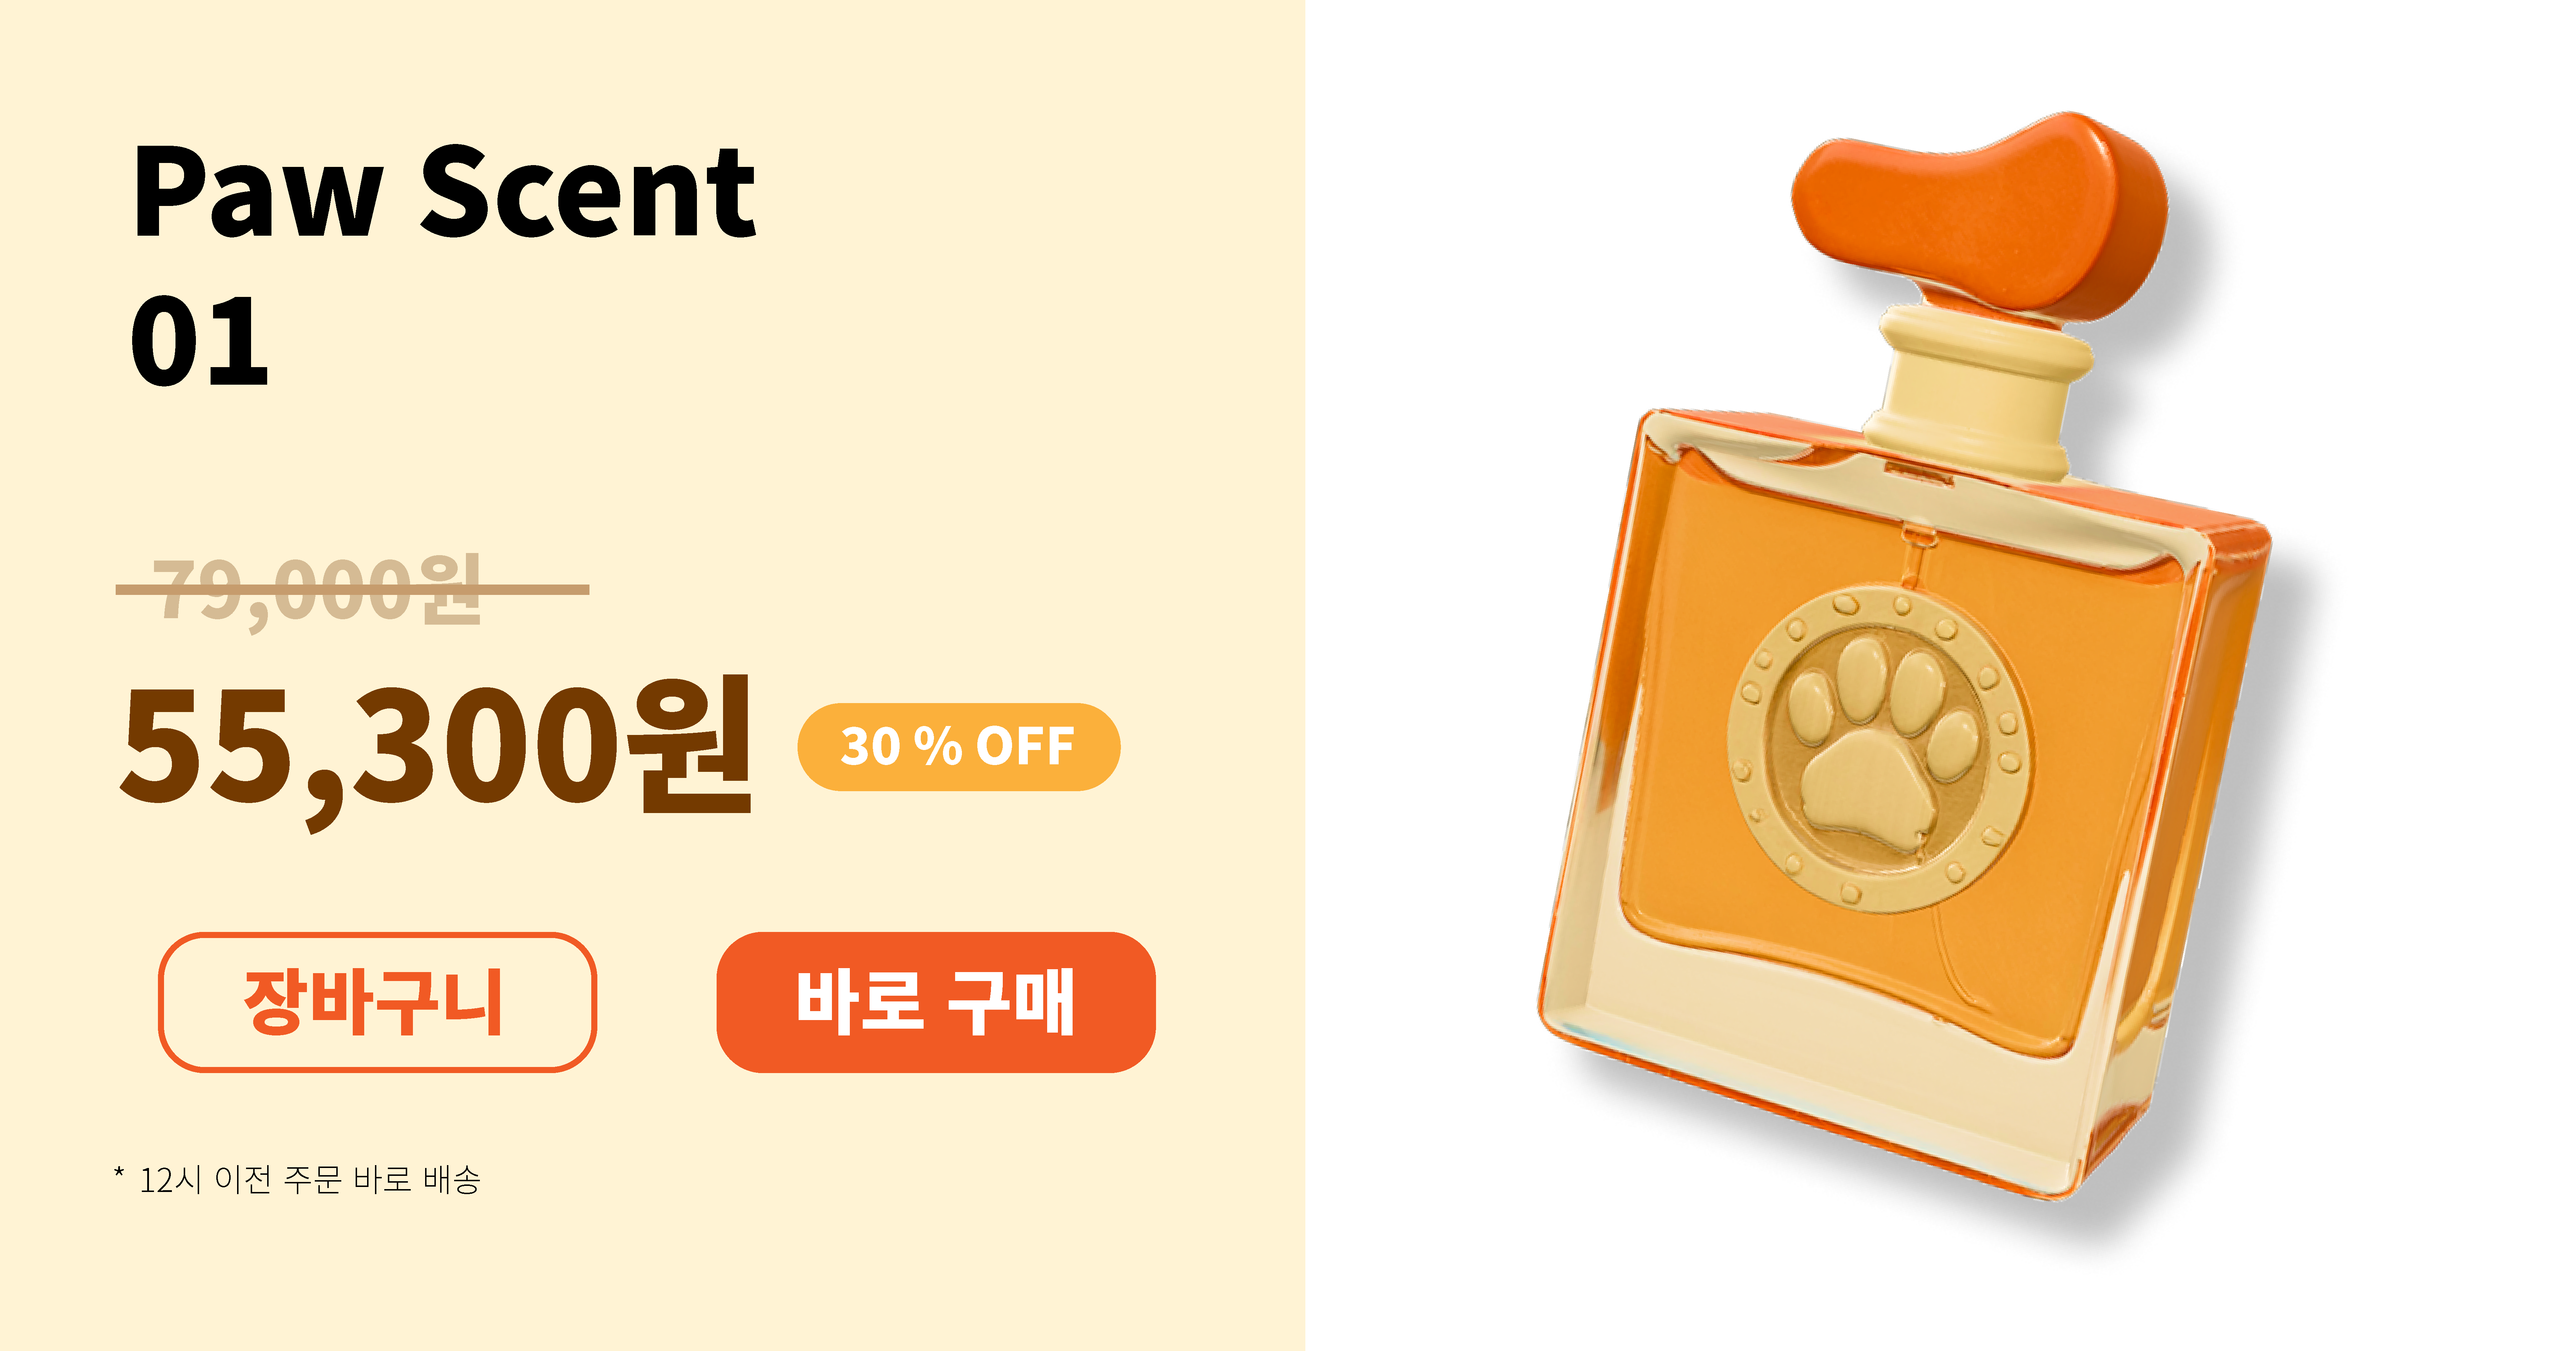 Paw Scent
01
79,000원
55,300원
30 % OFF
장바구니
바로 구매
* 12시 이전 주문 바로 배송